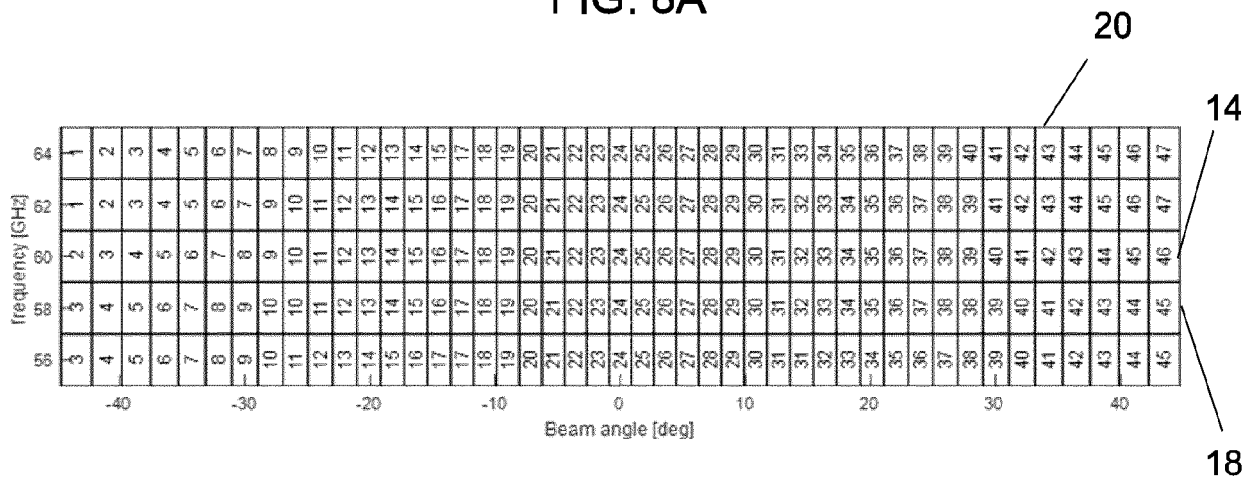 FIG. 8A
20
14
64 1 2 3 4 5 6 7 8 9 10 11 12 13 14 15 17 18 19 20 21 22 23 24 25 26 27 28 29 30 31 33 34 35 36 37 38 39 40 41 42 43 44 45 46 47
62 1 2 3 4 5 6 7 9 10 11 12 13 14 15 16 17 18 19 20 21 22 23 24 25 26 27 28 29 30 31 32 33 34 35 36 37 38 39 41 42 43 44 45 46 47
60 2 3 4 5 6 7 8 9 10 11 12 13 14 15 16 17 18 19 20 21 22 23 24 25 26 27 28 29 30 31 32 33 34 35 36 37 38 39 40 41 42 43 44 45 46
58 3 4 5 6 7 8 9 10 10 11 12 13 14 15 16 17 18 19 20 21 22 23 24 25 26 27 28 29 30 31 32 33 34 35 36 37 38 38 39 40 41 42 43 44 45
56 3 4 5 6 7 8 9 10 11 12 13 14 15 16 17 17 18 19 20 21 22 23 24 25 26 27 28 29 30 31 31 32 33 34 35 36 37 38 39 40 41 42 43 44 45
frequency [GHz]
-40 -30 -20 -10 0 10 20 30 40
Beam angle [deg]
18